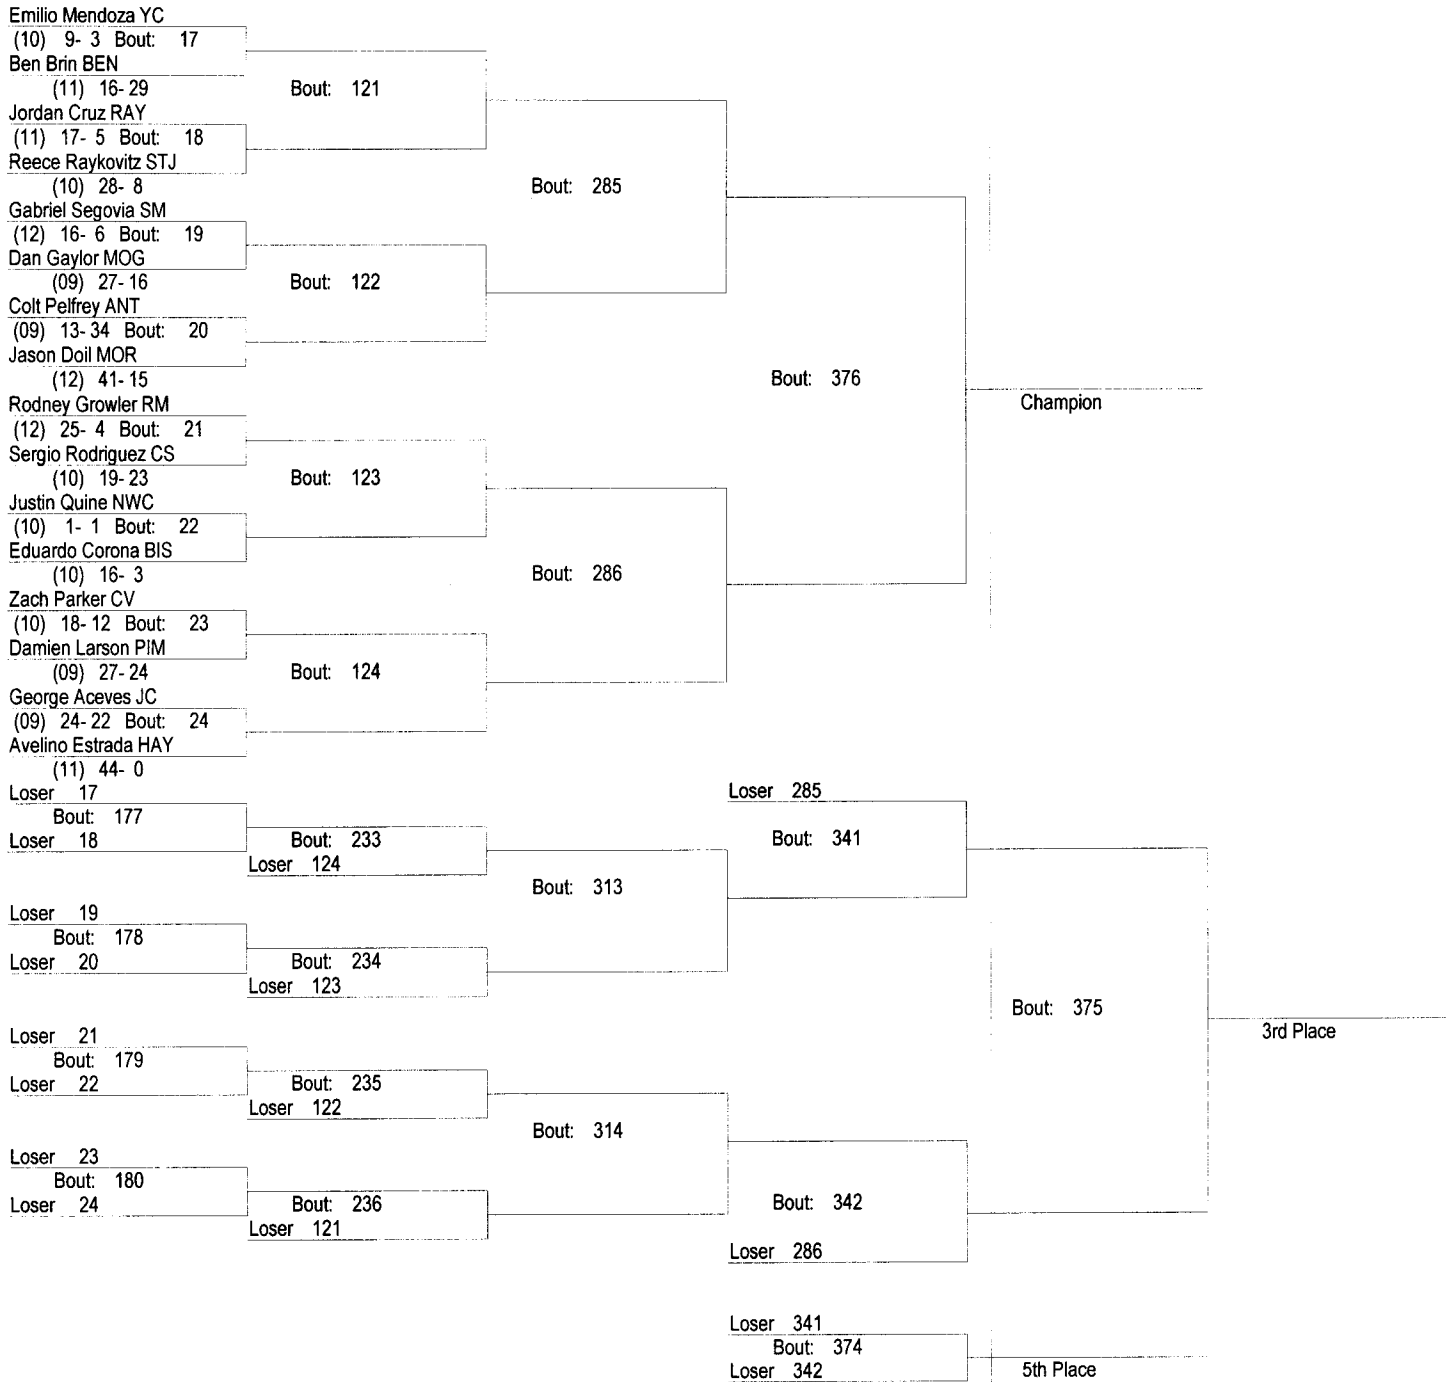 Emilio Mendoza YC
(10) 9- 3 Bout: 17
Ben Brin BEN
(11) 16- 29
Jordan Cruz RAY
(11) 17- 5 Bout: 18
Reece Raykovitz STJ
(10) 28- 8
Gabriel Segovia SM
(12) 16- 6 Bout: 19
Dan Gaylor MOG
(09) 27- 16
Colt Pelfrey ANT
(09) 13- 34 Bout: 20
Jason Doil MOR
(12) 41- 15
Rodney Growler RM
(12) 25- 4 Bout: 21
Sergio Rodriguez CS
(10) 19- 23
Justin Quine NWC
(10) 1- 1 Bout: 22
Eduardo Corona BIS
(10) 16- 3
Zach Parker CV
(10) 18- 12 Bout: 23
Damien Larson PIM
(09) 27- 24
George Aceves JC
(09) 24- 22 Bout: 24
Avelino Estrada HAY
(11) 44- 0
Bout: 121
Bout: 122
Bout: 123
Bout: 124
Bout: 285
Bout: 286
Bout: 376
Champion
Loser 17
Bout: 177
Loser 18
Loser 19
Bout: 178
Loser 20
Loser 21
Bout: 179
Loser 22
Loser 23
Bout: 180
Loser 24
Bout: 233
Loser 124
Bout: 234
Loser 123
Bout: 235
Loser 122
Bout: 236
Loser 121
Bout: 313
Bout: 314
Loser 285
Bout: 341
Bout: 342
Loser 286
Bout: 375
3rd Place
Loser 341
Bout: 374
Loser 342
5th Place